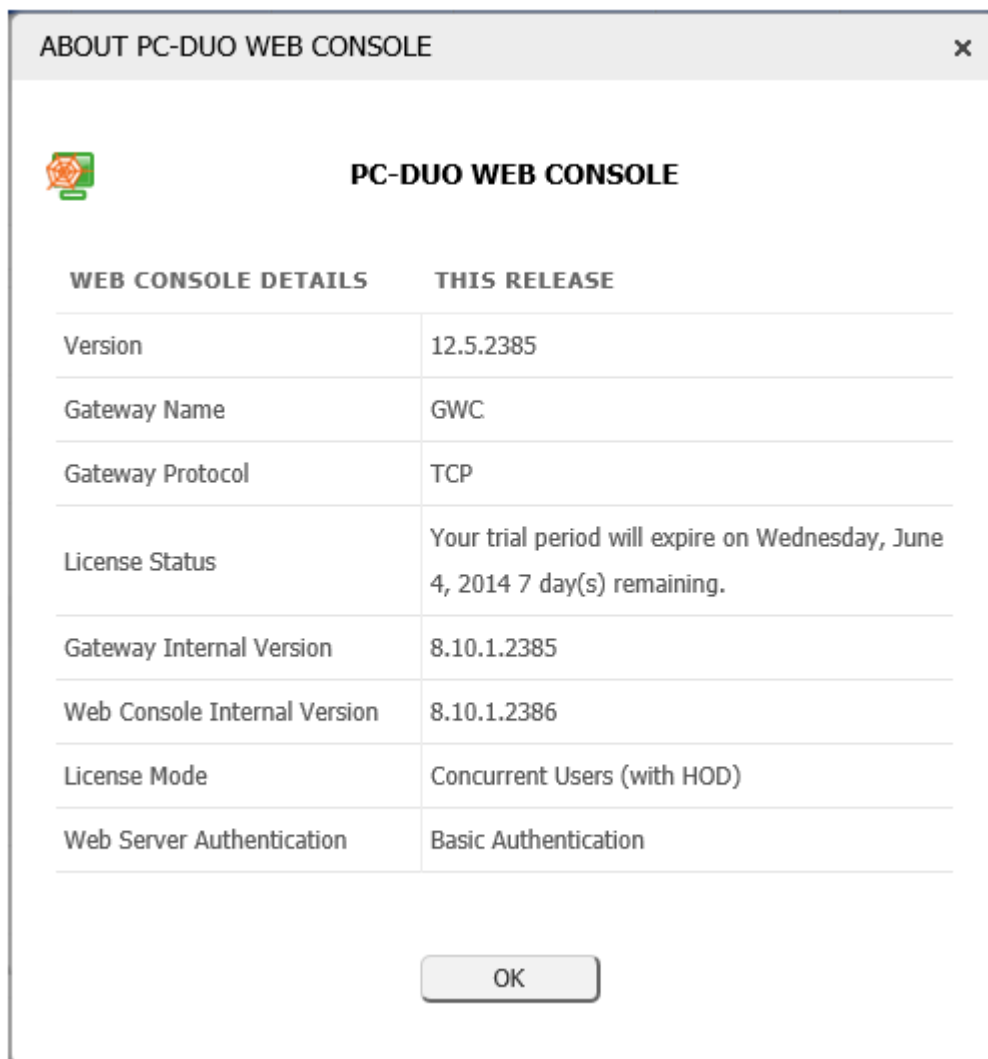 ABOUT PC-DUO WEB CONSOLE ×
PC-DUO WEB CONSOLE
WEB CONSOLE DETAILS THIS RELEASE
Version 12.5.2385
Gateway Name GWC
Gateway Protocol TCP
License Status Your trial period will expire on Wednesday, June
4, 2014 7 day(s) remaining.
Gateway Internal Version 8.10.1.2385
Web Console Internal Version 8.10.1.2386
License Mode Concurrent Users (with HOD)
Web Server Authentication Basic Authentication
OK